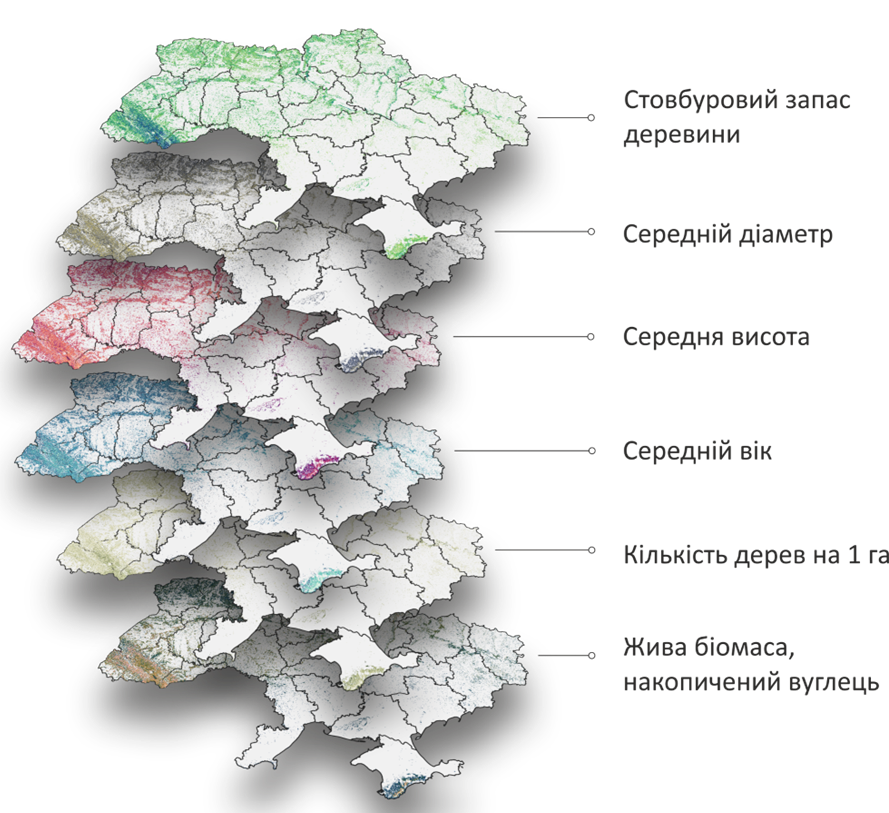 Стовбуровий запас
деревини
Середній діаметр
Середня висота
Середній вік
Кількість дерев на 1 га
Жива біомаса,
накопичений вуглець